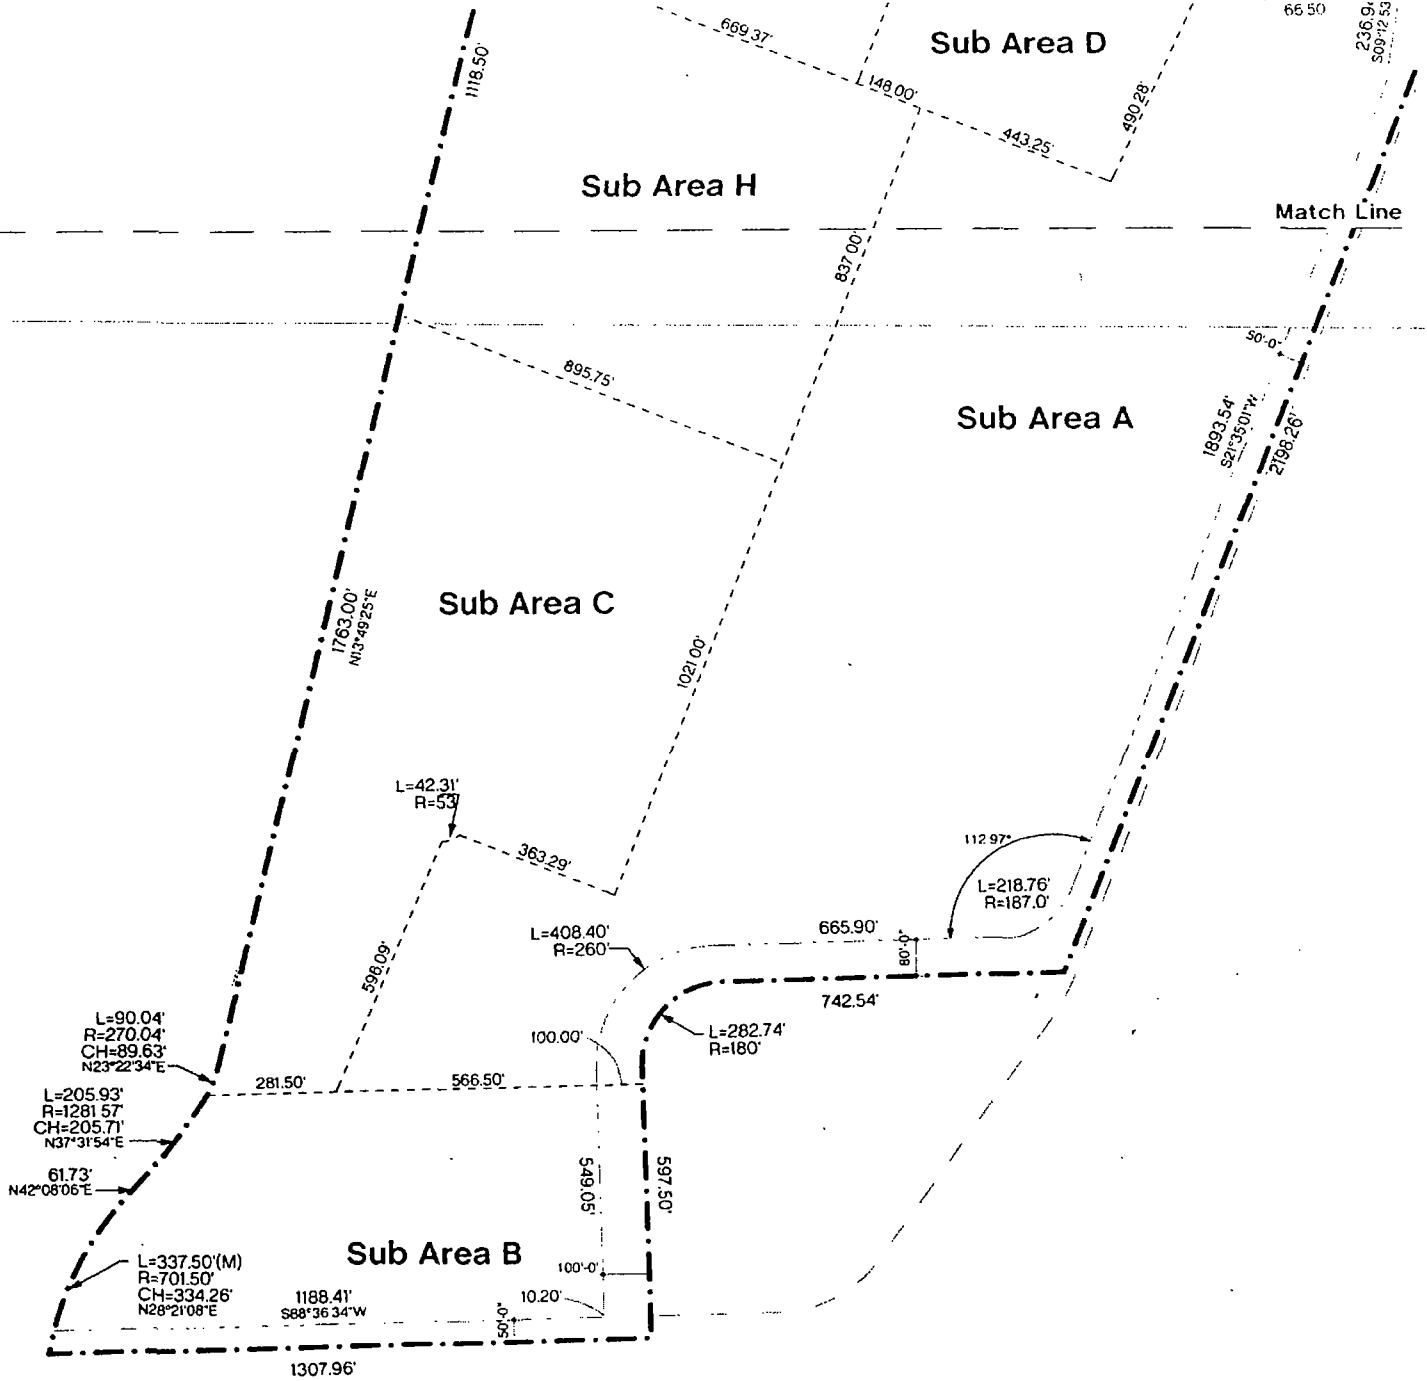 66.50
236.9
S09°12'53
669.37'
Sub Area D
1118.50'
148.00'
490.28'
443.25'
Sub Area H
Match Line
837.00'
50'-0"
895.75'
Sub Area A
1893.54'
S21°35'01"W
2198.26'
Sub Area C
1763.00'
N13°49'25"E
1021.00'
L=42.31'
R=53'
363.29'
112.97°
L=218.76'
R=187.0'
L=408.40'
R=260'
665.90'
80'-0"
598.09'
742.54'
L=90.04'
R=270.04'
CH=89.63'
N23°22'34"E
100.00'
L=282.74'
R=180'
281.50'
566.50'
L=205.93'
R=1281.57'
CH=205.71'
N37°31'54"E
61.73'
N42°08'06"E
549.05'
597.50'
Sub Area B
L=337.50'(M)
R=701.50'
CH=334.26'
N28°21'08"E
100'-0"
1188.41'
S88°36'34"W
10.20'
50'-0"
1307.96'